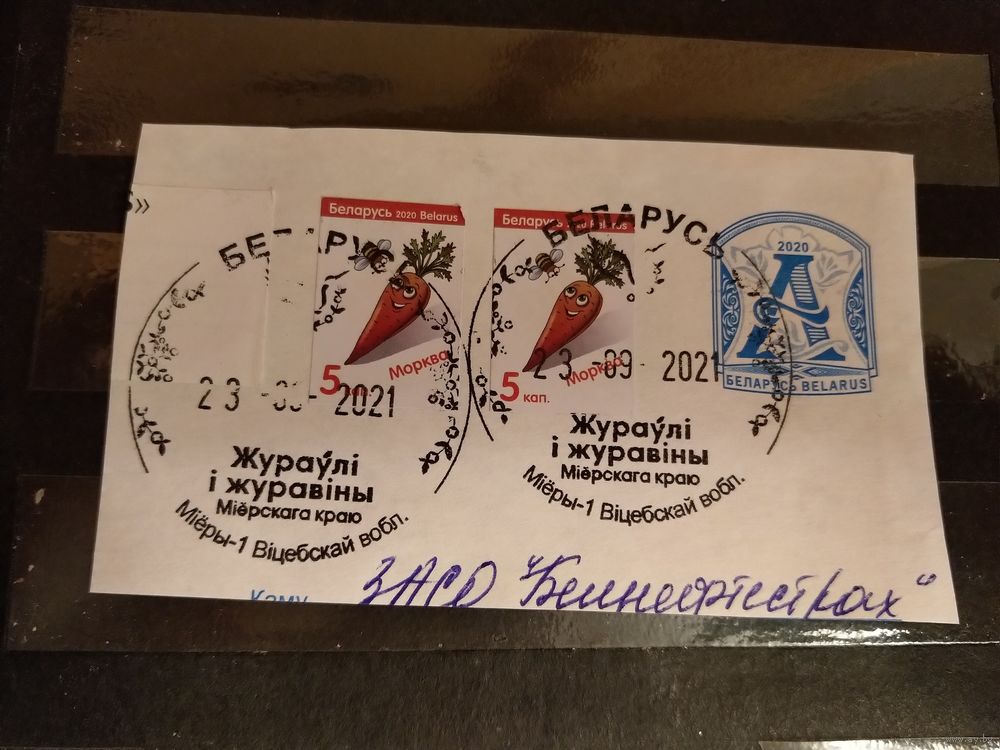 »
Беларусь 2020 Belarus
Морква
5
БЕЛАРУСЬ
23 -09- 2021
Жураўлі
і журавіны
Міёрскага краю
Міёры-1 Віцебскай вобл.
Беларусь 2020 Belarus
Морква
5 кап.
БЕЛАРУСЬ
23 -09- 2021
Жураўлі
і журавіны
Міёрскага краю
Міёры-1 Віцебскай вобл.
2020
А
БЕЛАРУСЬ BELARUS
Каму
ЗАСО "Белнефтестрах"